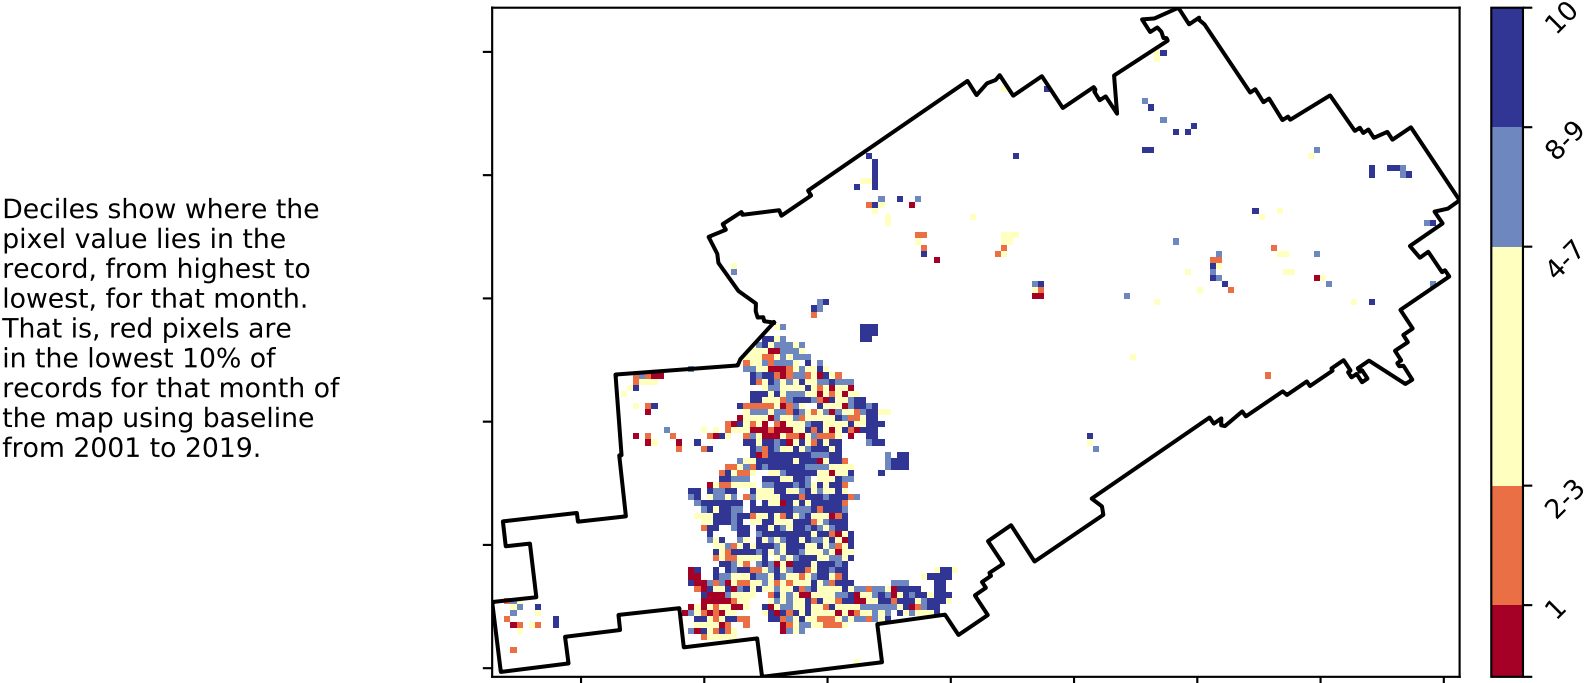 Deciles show where the
pixel value lies in the
record, from highest to
lowest, for that month.
That is, red pixels are
in the lowest 10% of
records for that month of
the map using baseline
from 2001 to 2019.
10
8-9
4-7
2-3
1